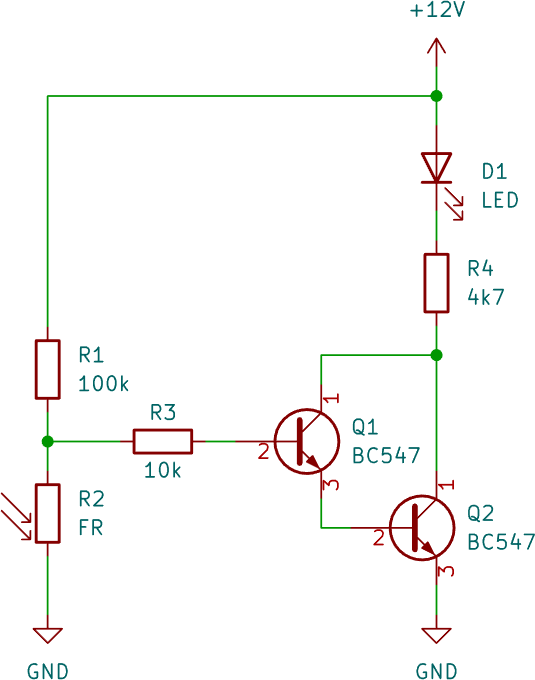 +12V
D1
LED
R4
4k7
R1
100k
R3
10k
1
Q1
BC547
2
3
R2
FR
1
Q2
BC547
2
3
GND
GND